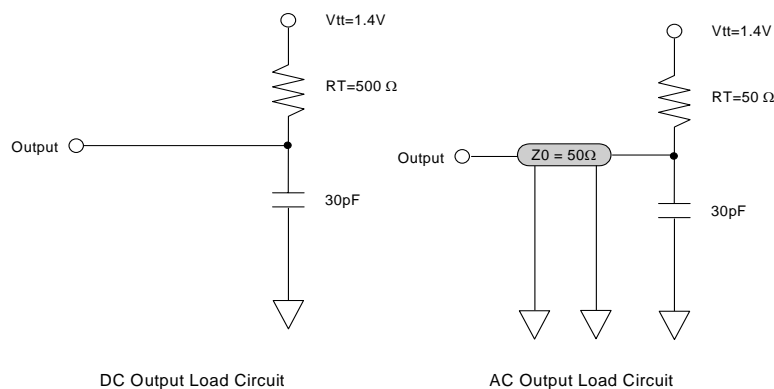 Vtt=1.4V
RT=500 Ω
Output
30pF
DC Output Load Circuit
Vtt=1.4V
RT=50 Ω
Output
Z0 = 50Ω
30pF
AC Output Load Circuit